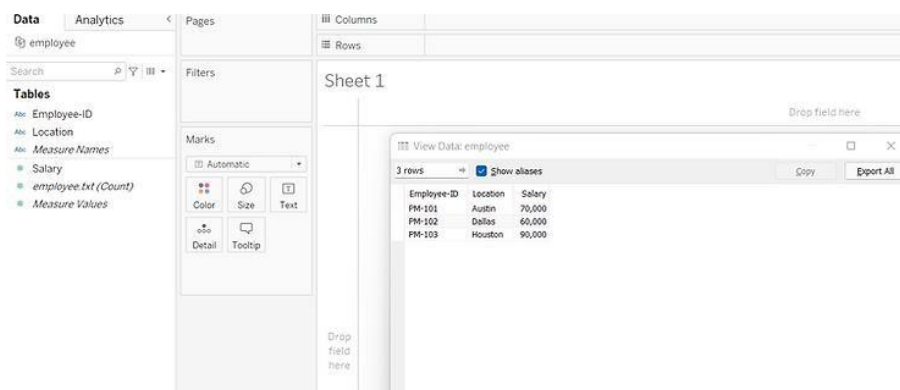 Data Analytics <
employee
Search
Tables
Abc Employee-ID
Abc Location
Abc Measure Names
Salary
employee.txt (Count)
Measure Values
Pages
Filters
Marks
Automatic
Color Size Text
Detail Tooltip
Columns
Rows
Sheet 1
Drop field here
Drop
field
here
View Data: employee
3 rows Show aliases Copy Export All
Employee-ID Location Salary
PM-101 Austin 70,000
PM-102 Dallas 60,000
PM-103 Houston 90,000